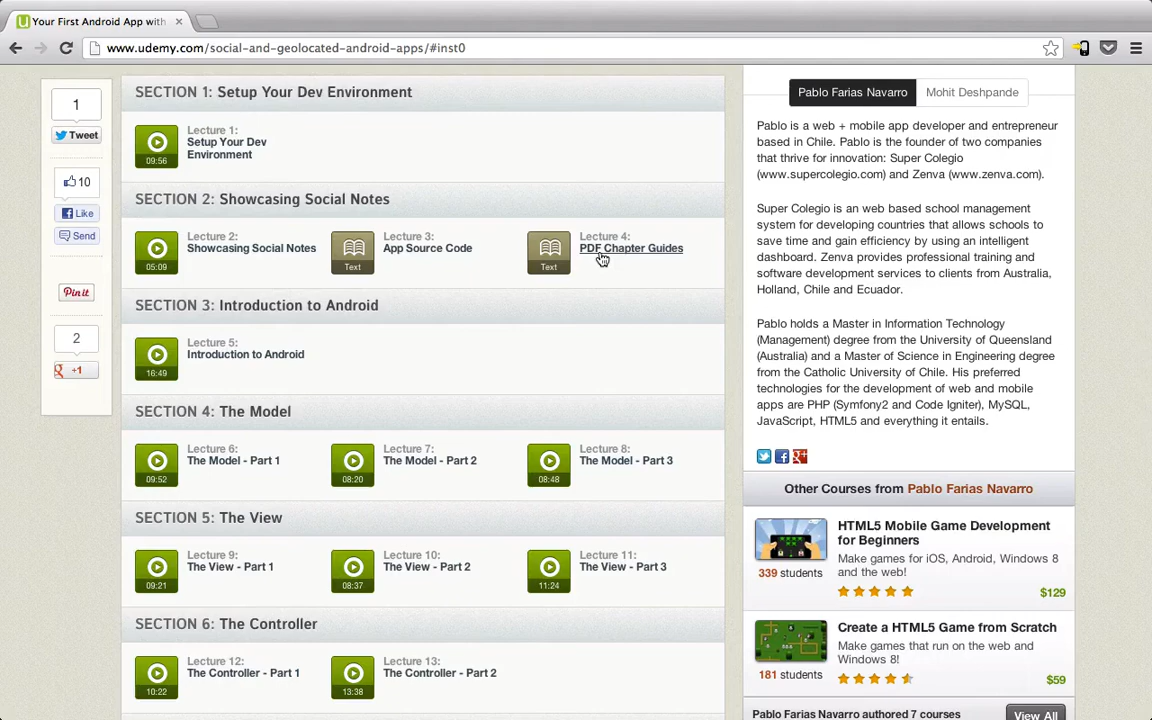 Your First Android App with
www.udemy.com/social-and-geolocated-android-apps/#inst0
1
Tweet
10
Like
Send
Pin it
2
+1
SECTION 1: Setup Your Dev Environment
Lecture 1:
Setup Your Dev
Environment
09:56
SECTION 2: Showcasing Social Notes
Lecture 2:
Showcasing Social Notes
05:09
Lecture 3:
App Source Code
Text
Lecture 4:
PDF Chapter Guides
Text
SECTION 3: Introduction to Android
Lecture 5:
Introduction to Android
16:49
SECTION 4: The Model
Lecture 6:
The Model - Part 1
09:52
Lecture 7:
The Model - Part 2
08:20
Lecture 8:
The Model - Part 3
08:48
SECTION 5: The View
Lecture 9:
The View - Part 1
09:21
Lecture 10:
The View - Part 2
08:37
Lecture 11:
The View - Part 3
11:24
SECTION 6: The Controller
Lecture 12:
The Controller - Part 1
10:22
Lecture 13:
The Controller - Part 2
13:38
Pablo Farias Navarro
Mohit Deshpande
Pablo is a web + mobile app developer and entrepreneur
based in Chile. Pablo is the founder of two companies
that thrive for innovation: Super Colegio
(www.supercolegio.com) and Zenva (www.zenva.com).
Super Colegio is an web based school management
system for developing countries that allows schools to
save time and gain efficiency by using an intelligent
dashboard. Zenva provides professional training and
software development services to clients from Australia,
Holland, Chile and Ecuador.
Pablo holds a Master in Information Technology
(Management) degree from the University of Queensland
(Australia) and a Master of Science in Engineering degree
from the Catholic University of Chile. His preferred
technologies for the development of web and mobile
apps are PHP (Symfony2 and Code Igniter), MySQL,
JavaScript, HTML5 and everything it entails.
Other Courses from Pablo Farias Navarro
HTML5 Mobile Game Development
for Beginners
Make games for iOS, Android, Windows 8
and the web!
339 students
$129
Create a HTML5 Game from Scratch
Make games that run on the web and
Windows 8!
181 students
$59
Pablo Farias Navarro authored 7 courses
View All